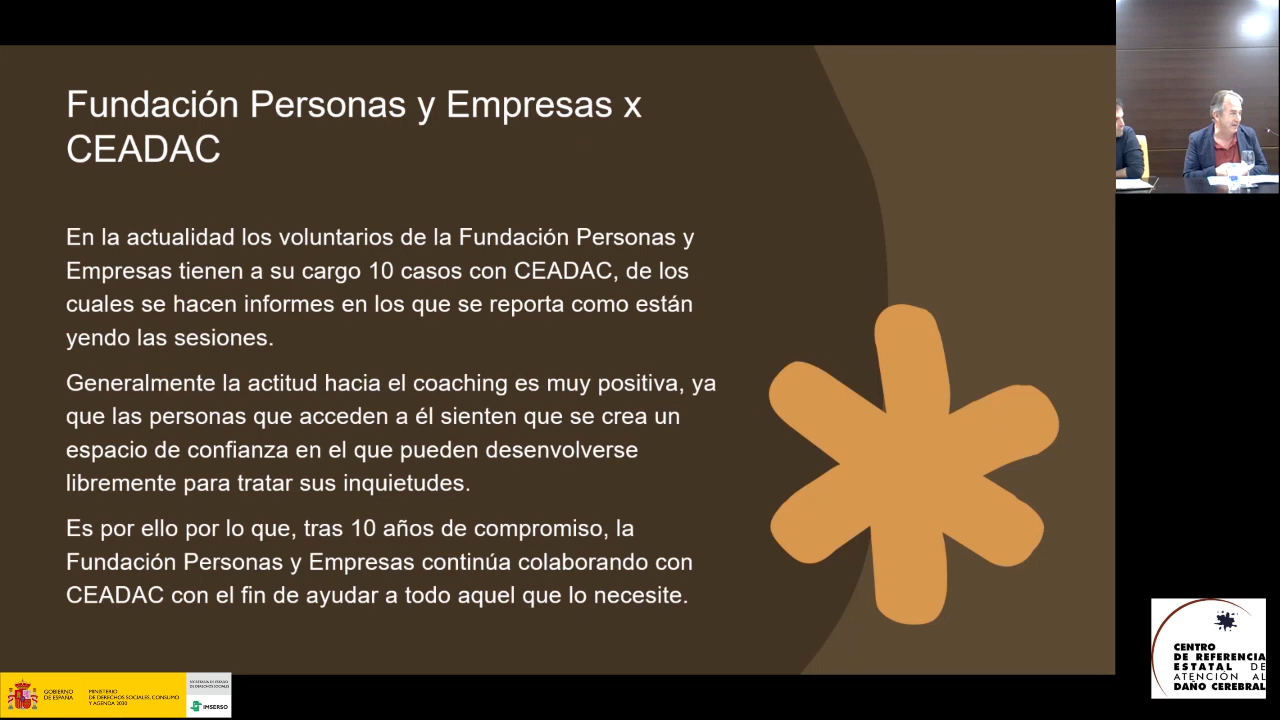 Fundación Personas y Empresas x
CEADAC
En la actualidad los voluntarios de la Fundación Personas y
Empresas tienen a su cargo 10 casos con CEADAC, de los
cuales se hacen informes en los que se reporta como están
yendo las sesiones.
Generalmente la actitud hacia el coaching es muy positiva, ya
que las personas que acceden a él sienten que se crea un
espacio de confianza en el que pueden desenvolverse
libremente para tratar sus inquietudes.
Es por ello por lo que, tras 10 años de compromiso, la
Fundación Personas y Empresas continúa colaborando con
CEADAC con el fin de ayudar a todo aquel que lo necesite.
CENTRO
DE REFERENCIA
ESTATAL DE
ATENCIÓN AL
DAÑO CEREBRAL
GOBIERNO
DE ESPAÑA
MINISTERIO
DE DERECHOS SOCIALES, CONSUMO
Y AGENDA 2030
SECRETARÍA DE ESTADO
DE DERECHOS SOCIALES
IMSERSO